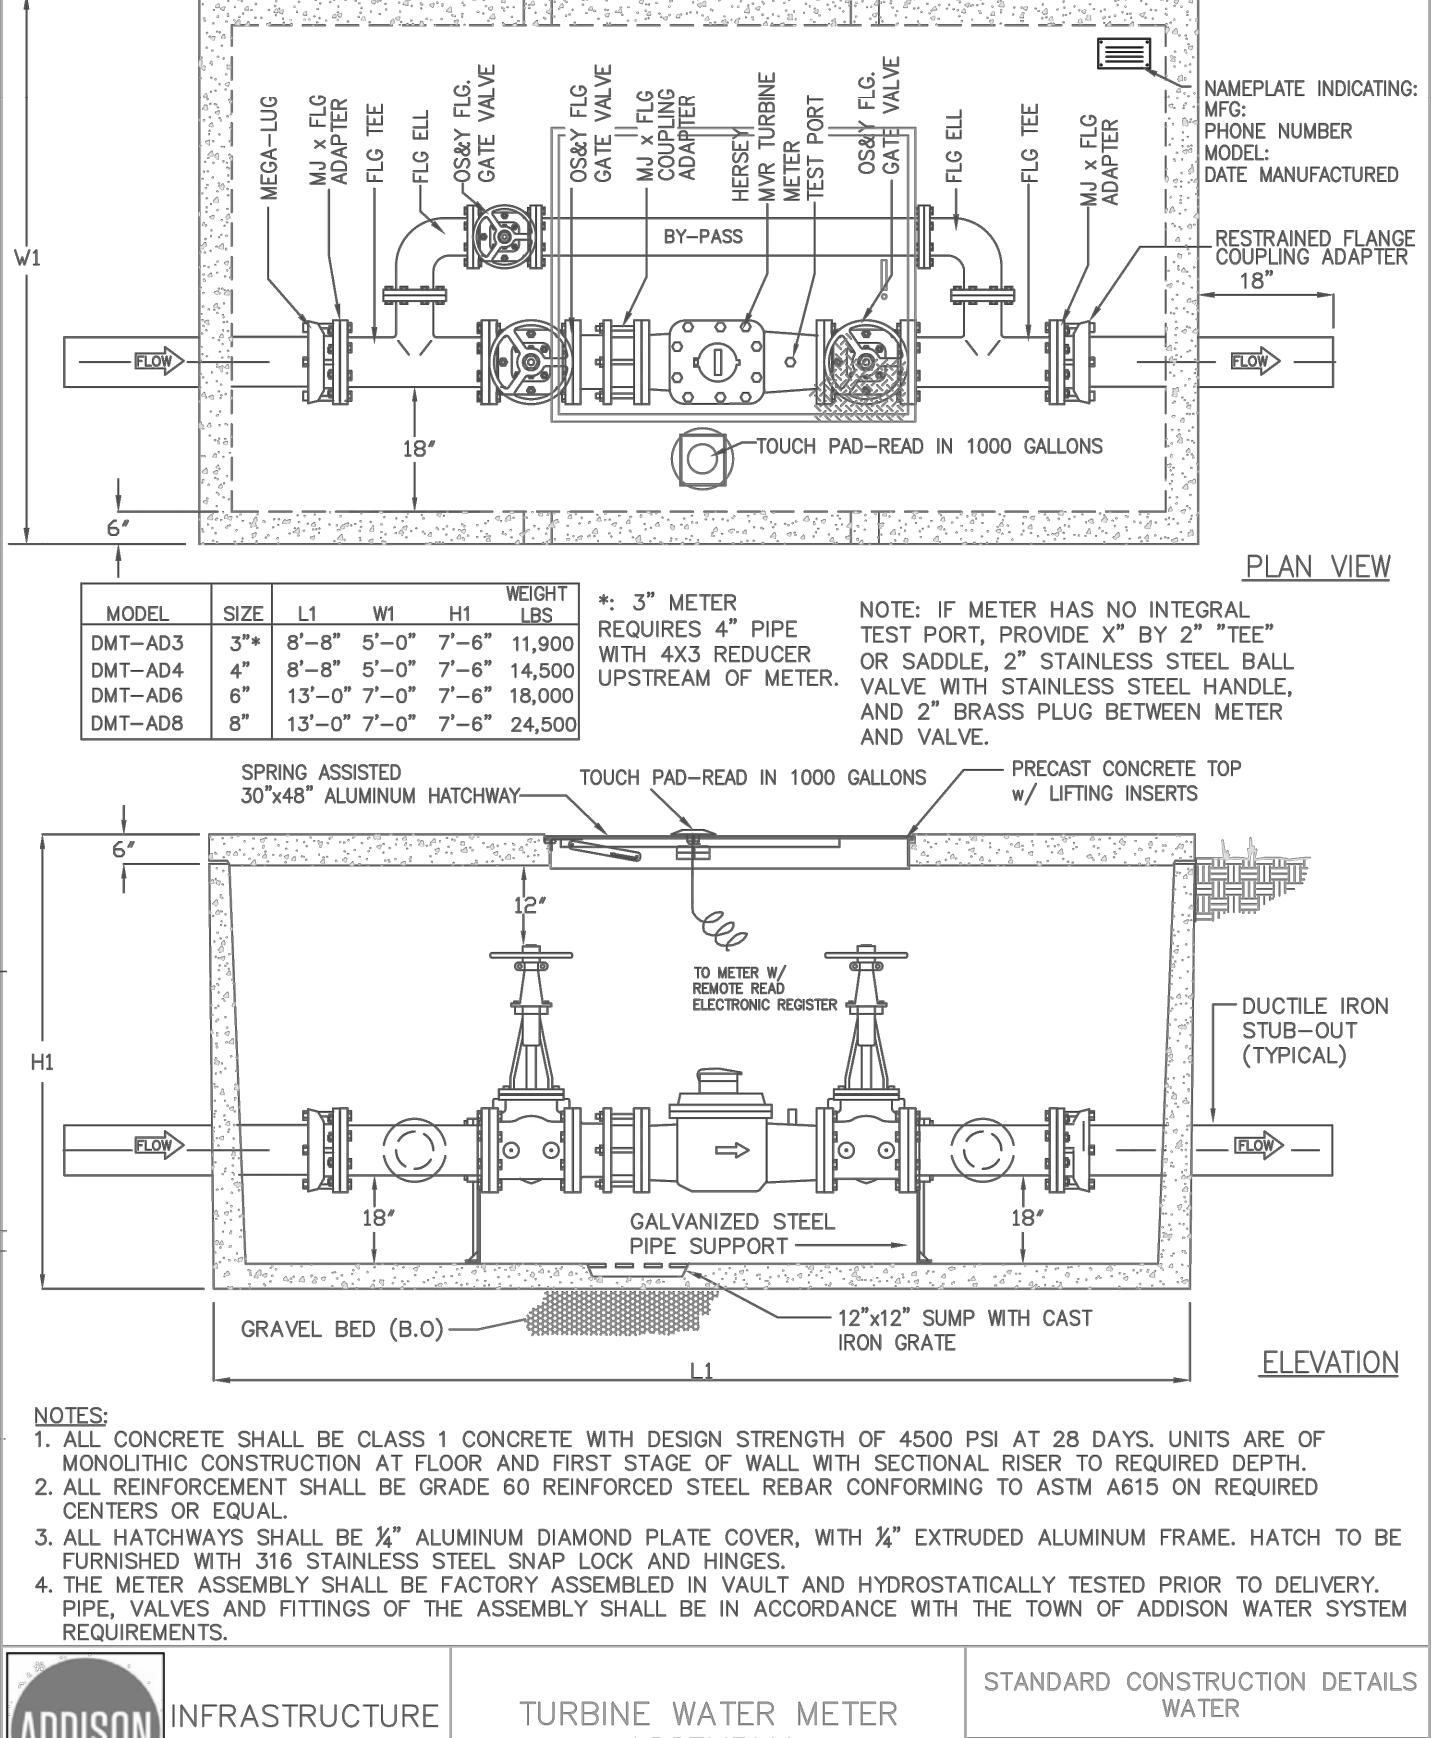 MEGA-LUG
MJ x FLG
ADAPTER
FLG TEE
FLG ELL
OS&Y FLG.
GATE VALVE
OS&Y FLG
GATE VALVE
MJ x FLG
COUPLING
ADAPTER
HERSEY
MVR TURBINE
METER
TEST PORT
OS&Y FLG.
GATE VALVE
FLG ELL
FLG TEE
MJ x FLG
ADAPTER
NAMEPLATE INDICATING:
MFG:
PHONE NUMBER
MODEL:
DATE MANUFACTURED
W1
BY-PASS
RESTRAINED FLANGE
COUPLING ADAPTER
18"
FLOW
FLOW
18"
TOUCH PAD-READ IN 1000 GALLONS
6"
PLAN VIEW
MODEL SIZE L1 W1 H1 WEIGHT LBS
DMT-AD3 3"* 8'-8" 5'-0" 7'-6" 11,900
DMT-AD4 4" 8'-8" 5'-0" 7'-6" 14,500
DMT-AD6 6" 13'-0" 7'-0" 7'-6" 18,000
DMT-AD8 8" 13'-0" 7'-0" 7'-6" 24,500
*: 3" METER
REQUIRES 4" PIPE
WITH 4X3 REDUCER
UPSTREAM OF METER.
NOTE: IF METER HAS NO INTEGRAL
TEST PORT, PROVIDE X" BY 2" "TEE"
OR SADDLE, 2" STAINLESS STEEL BALL
VALVE WITH STAINLESS STEEL HANDLE,
AND 2" BRASS PLUG BETWEEN METER
AND VALVE.
SPRING ASSISTED
30"x48" ALUMINUM HATCHWAY
TOUCH PAD-READ IN 1000 GALLONS
PRECAST CONCRETE TOP
w/ LIFTING INSERTS
6"
12"
TO METER W/
REMOTE READ
ELECTRONIC REGISTER
DUCTILE IRON
STUB-OUT
(TYPICAL)
H1
FLOW
FLOW
18"
18"
GALVANIZED STEEL
PIPE SUPPORT
GRAVEL BED (B.O)
12"x12" SUMP WITH CAST
IRON GRATE
L1
ELEVATION
NOTES:
1. ALL CONCRETE SHALL BE CLASS 1 CONCRETE WITH DESIGN STRENGTH OF 4500 PSI AT 28 DAYS. UNITS ARE OF
MONOLITHIC CONSTRUCTION AT FLOOR AND FIRST STAGE OF WALL WITH SECTIONAL RISER TO REQUIRED DEPTH.
2. ALL REINFORCEMENT SHALL BE GRADE 60 REINFORCED STEEL REBAR CONFORMING TO ASTM A615 ON REQUIRED
CENTERS OR EQUAL.
3. ALL HATCHWAYS SHALL BE ¼" ALUMINUM DIAMOND PLATE COVER, WITH ¼" EXTRUDED ALUMINUM FRAME. HATCH TO BE
FURNISHED WITH 316 STAINLESS STEEL SNAP LOCK AND HINGES.
4. THE METER ASSEMBLY SHALL BE FACTORY ASSEMBLED IN VAULT AND HYDROSTATICALLY TESTED PRIOR TO DELIVERY.
PIPE, VALVES AND FITTINGS OF THE ASSEMBLY SHALL BE IN ACCORDANCE WITH THE TOWN OF ADDISON WATER SYSTEM
REQUIREMENTS.
ADDISON
INFRASTRUCTURE
TURBINE WATER METER
STANDARD CONSTRUCTION DETAILS
WATER